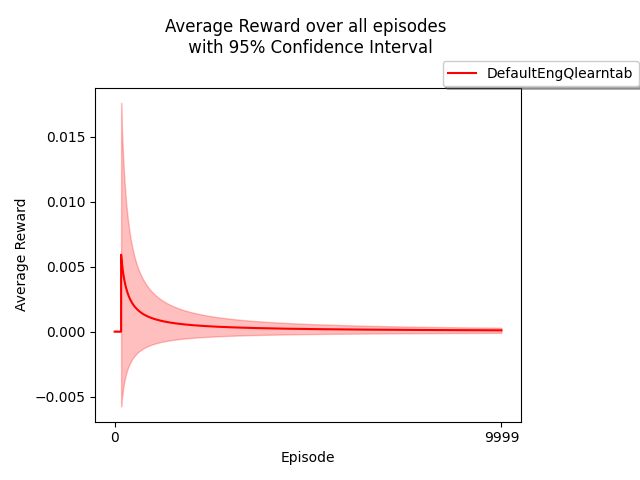 Average Reward over all episodes
with 95% Confidence Interval
DefaultEngQlearntab
0.015
0.010
0.005
0.000
−0.005
Average Reward
0
9999
Episode